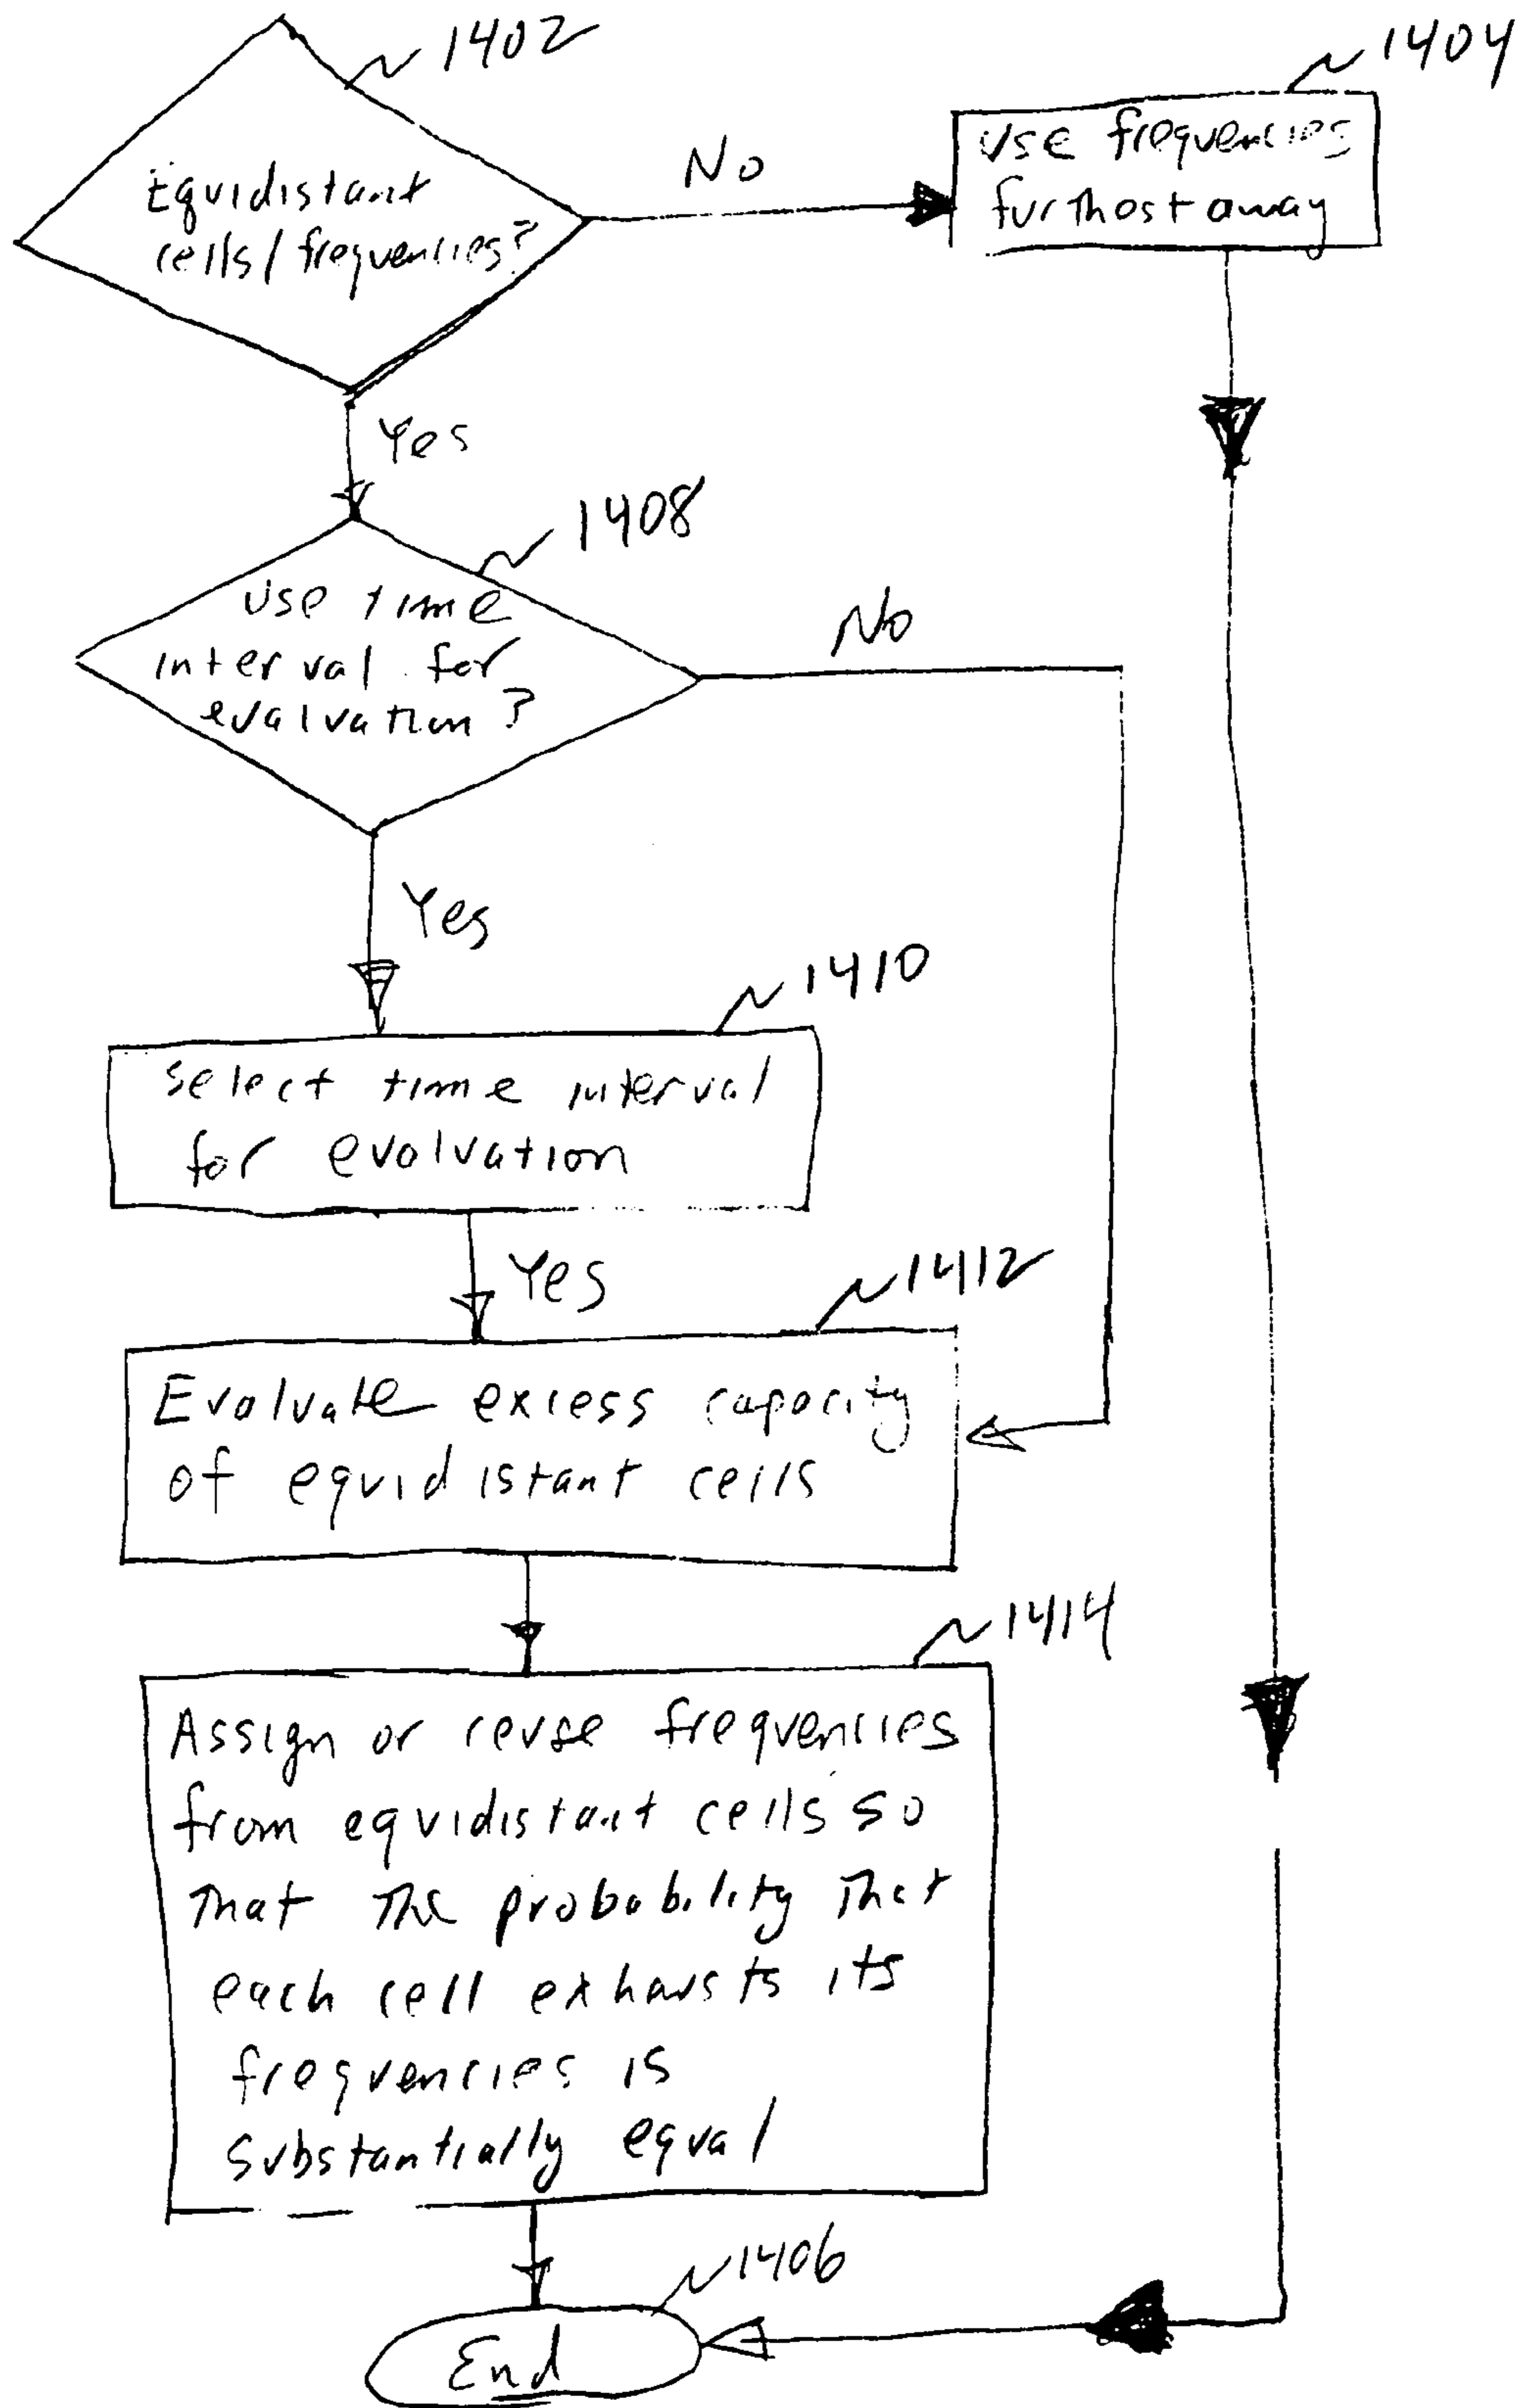 1402
Equidistant
cells/frequencies?
No
1404
Use frequencies
furthest away
Yes
1408
Use time
interval for
evaluation?
No
Yes
1410
Select time interval
for evaluation
Yes
1412
Evaluate excess capacity
of equidistant cells
1414
Assign or reuse frequencies
from equidistant cells so
that the probability that
each cell exhausts its
frequencies is
substantially equal
1406
End